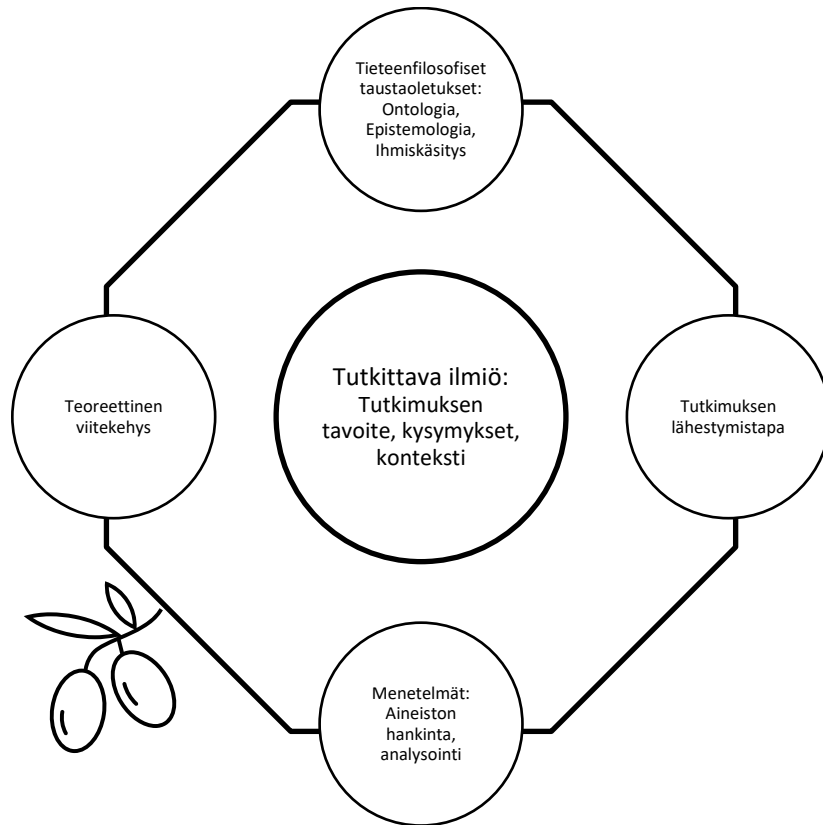 Tieteenfilosofiset
taustaoletukset:
Ontologia,
Epistemologia,
Ihmiskäsitys
Teoreettinen
viitekehys
Tutkittava ilmiö:
Tutkimuksen
tavoite, kysymykset,
konteksti
Tutkimuksen
lähestymistapa
Menetelmät:
Aineiston
hankinta,
analysointi